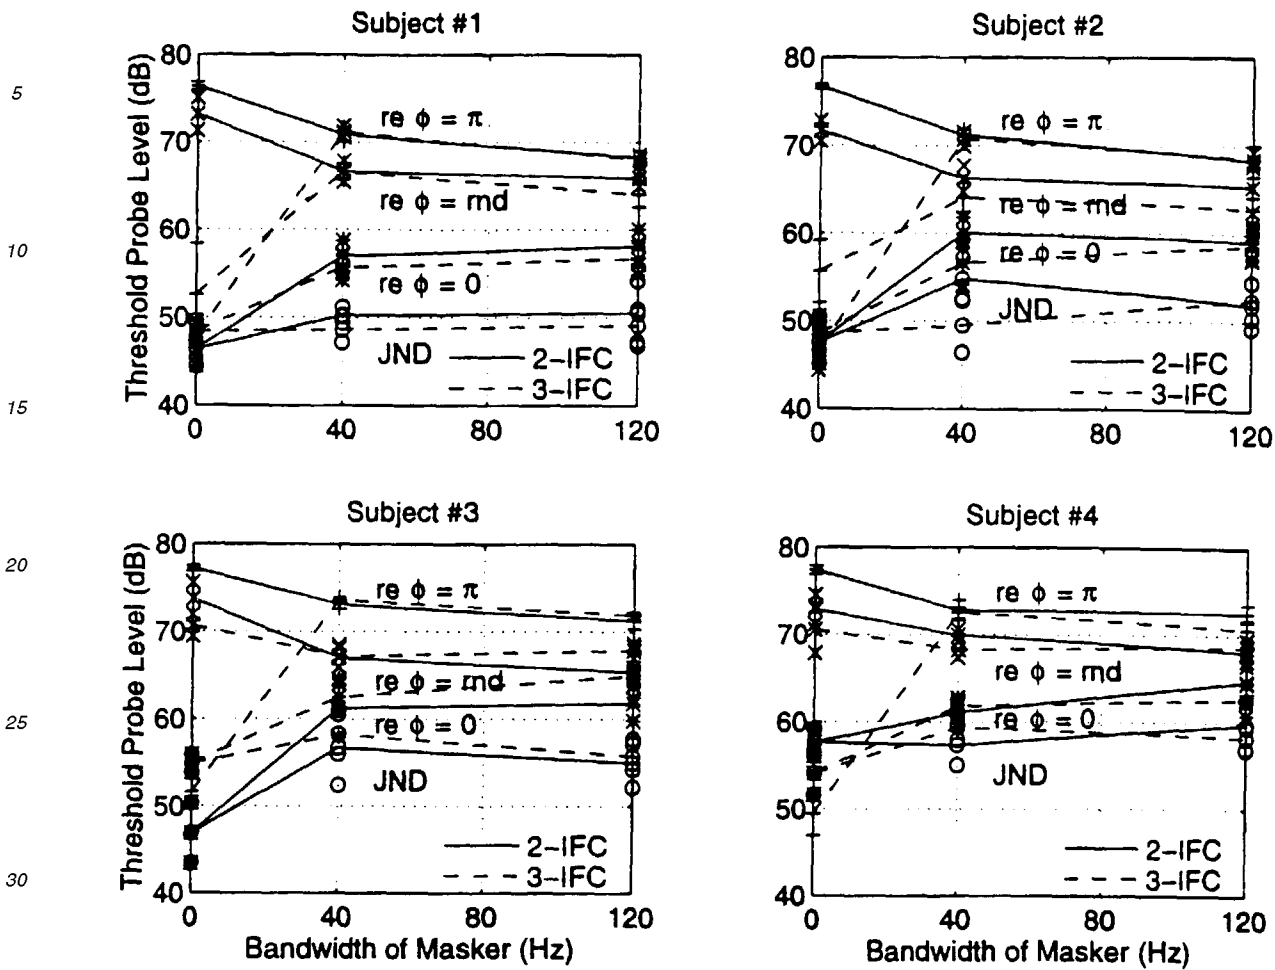 Subject #1
Threshold Probe Level (dB)
80
70
60
50
40
re ϕ = π
re ϕ = rnd
re ϕ = 0
JND
2-IFC
3-IFC
0
40
80
120
Subject #2
80
70
60
50
40
re ϕ = π
re ϕ = rnd
re ϕ = 0
JND
2-IFC
3-IFC
0
40
80
120
5
10
15
20
25
30
Subject #3
Threshold Probe Level (dB)
80
70
60
50
40
re ϕ = π
re ϕ = rnd
re ϕ = 0
JND
2-IFC
3-IFC
0
40
80
120
Bandwidth of Masker (Hz)
Subject #4
80
70
60
50
40
re ϕ = π
re ϕ = rnd
re ϕ = 0
JND
2-IFC
3-IFC
0
40
80
120
Bandwidth of Masker (Hz)